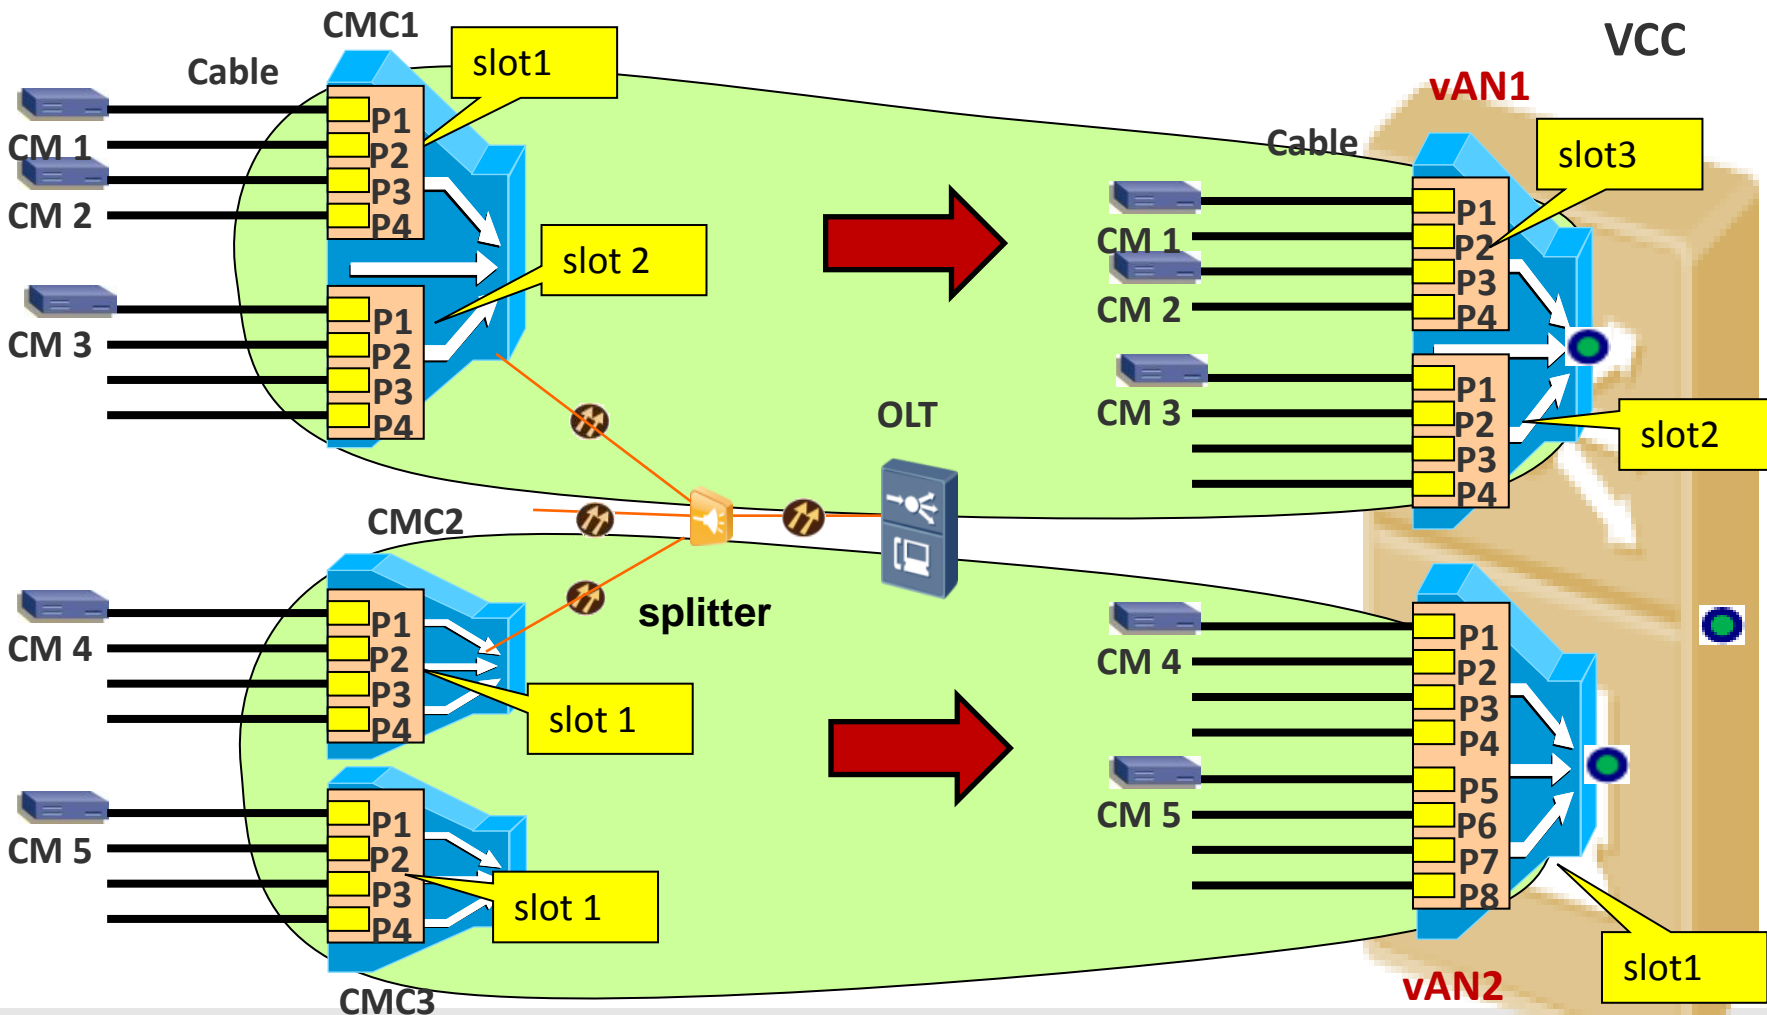 CMC1
Cable
slot1
P1
P2
P3
P4
CM 1
CM 2
slot 2
P1
P2
P3
P4
CM 3
CMC2
slot 1
P1
P2
P3
P4
CM 4
slot 1
P1
P2
P3
P4
CM 5
CMC3
splitter
OLT
VCC
vAN1
Cable
slot3
P1
P2
P3
P4
CM 1
CM 2
slot2
P1
P2
P3
P4
CM 3
P1
P2
P3
P4
P5
P6
P7
P8
CM 4
CM 5
slot1
vAN2